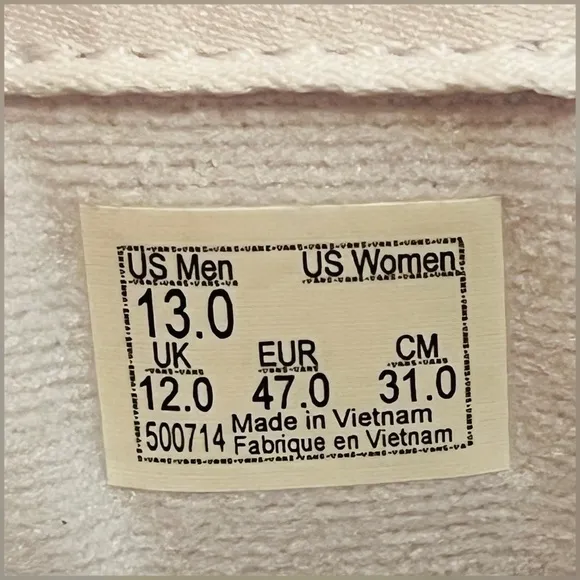 US Men US Women
13.0
UK EUR CM
12.0 47.0 31.0
500714 Made in Vietnam
Fabrique en Vietnam